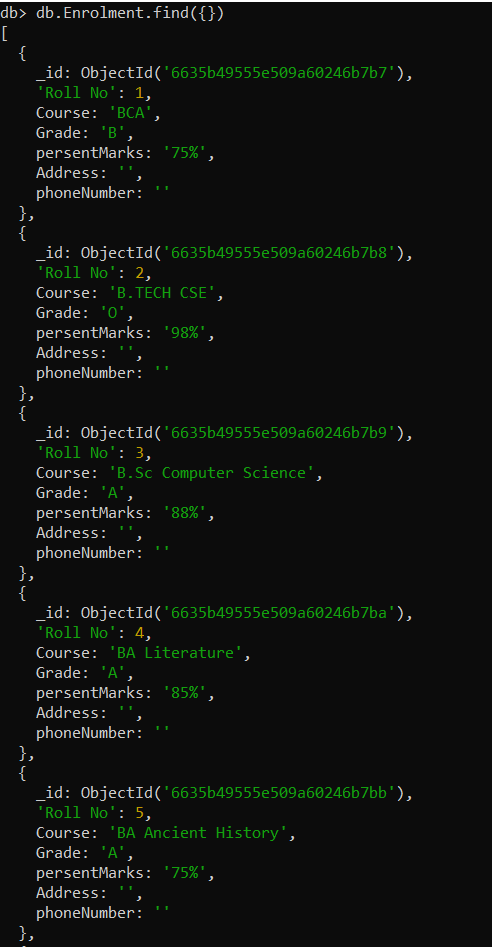 db> db.Enrolment.find({})
[
  {
    _id: ObjectId('6635b49555e509a60246b7b7'),
    'Roll No': 1,
    Course: 'BCA',
    Grade: 'B',
    persentMarks: '75%',
    Address: '',
    phoneNumber: ''
  },
  {
    _id: ObjectId('6635b49555e509a60246b7b8'),
    'Roll No': 2,
    Course: 'B.TECH CSE',
    Grade: 'O',
    persentMarks: '98%',
    Address: '',
    phoneNumber: ''
  },
  {
    _id: ObjectId('6635b49555e509a60246b7b9'),
    'Roll No': 3,
    Course: 'B.Sc Computer Science',
    Grade: 'A',
    persentMarks: '88%',
    Address: '',
    phoneNumber: ''
  },
  {
    _id: ObjectId('6635b49555e509a60246b7ba'),
    'Roll No': 4,
    Course: 'BA Literature',
    Grade: 'A',
    persentMarks: '85%',
    Address: '',
    phoneNumber: ''
  },
  {
    _id: ObjectId('6635b49555e509a60246b7bb'),
    'Roll No': 5,
    Course: 'BA Ancient History',
    Grade: 'A',
    persentMarks: '75%',
    Address: '',
    phoneNumber: ''
  },